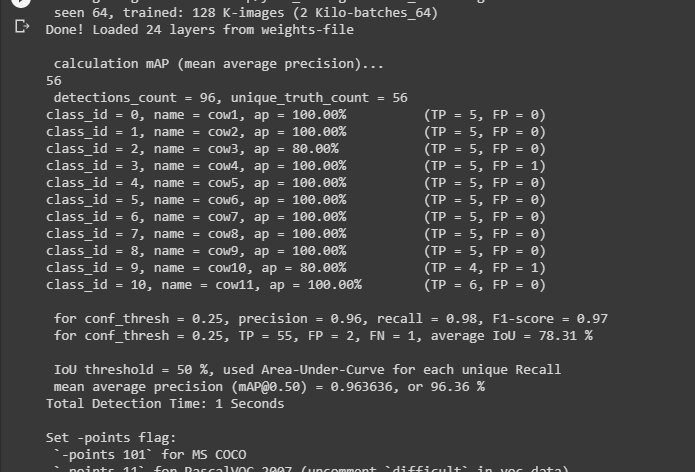 seen 64, trained: 128 K-images (2 Kilo-batches_64)
Done! Loaded 24 layers from weights-file
calculation mAP (mean average precision)...
56
detections_count = 96, unique_truth_count = 56
class_id = 0, name = cow1, ap = 100.00% (TP = 5, FP = 0)
class_id = 1, name = cow2, ap = 100.00% (TP = 5, FP = 0)
class_id = 2, name = cow3, ap = 80.00% (TP = 5, FP = 0)
class_id = 3, name = cow4, ap = 100.00% (TP = 5, FP = 1)
class_id = 4, name = cow5, ap = 100.00% (TP = 5, FP = 0)
class_id = 5, name = cow6, ap = 100.00% (TP = 5, FP = 0)
class_id = 6, name = cow7, ap = 100.00% (TP = 5, FP = 0)
class_id = 7, name = cow8, ap = 100.00% (TP = 5, FP = 0)
class_id = 8, name = cow9, ap = 100.00% (TP = 5, FP = 0)
class_id = 9, name = cow10, ap = 80.00% (TP = 4, FP = 1)
class_id = 10, name = cow11, ap = 100.00% (TP = 6, FP = 0)
for conf_thresh = 0.25, precision = 0.96, recall = 0.98, F1-score = 0.97
for conf_thresh = 0.25, TP = 55, FP = 2, FN = 1, average IoU = 78.31 %
IoU threshold = 50 %, used Area-Under-Curve for each unique Recall
mean average precision (mAP@0.50) = 0.963636, or 96.36 %
Total Detection Time: 1 Seconds
Set -points flag:
`-points 101` for MS COCO
`-points 11` for PascalVOC 2007 (uncomment `difficult` in voc.data)